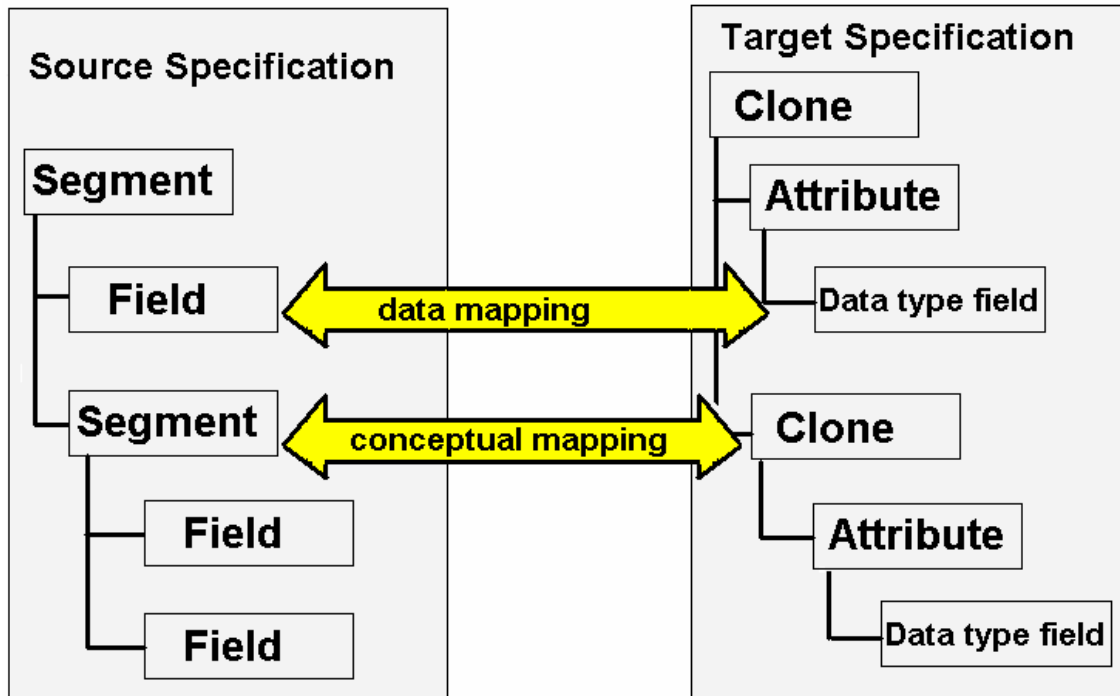 Source Specification
Segment
Field
Segment
Field
Field
data mapping
conceptual mapping
Target Specification
Clone
Attribute
Data type field
Clone
Attribute
Data type field